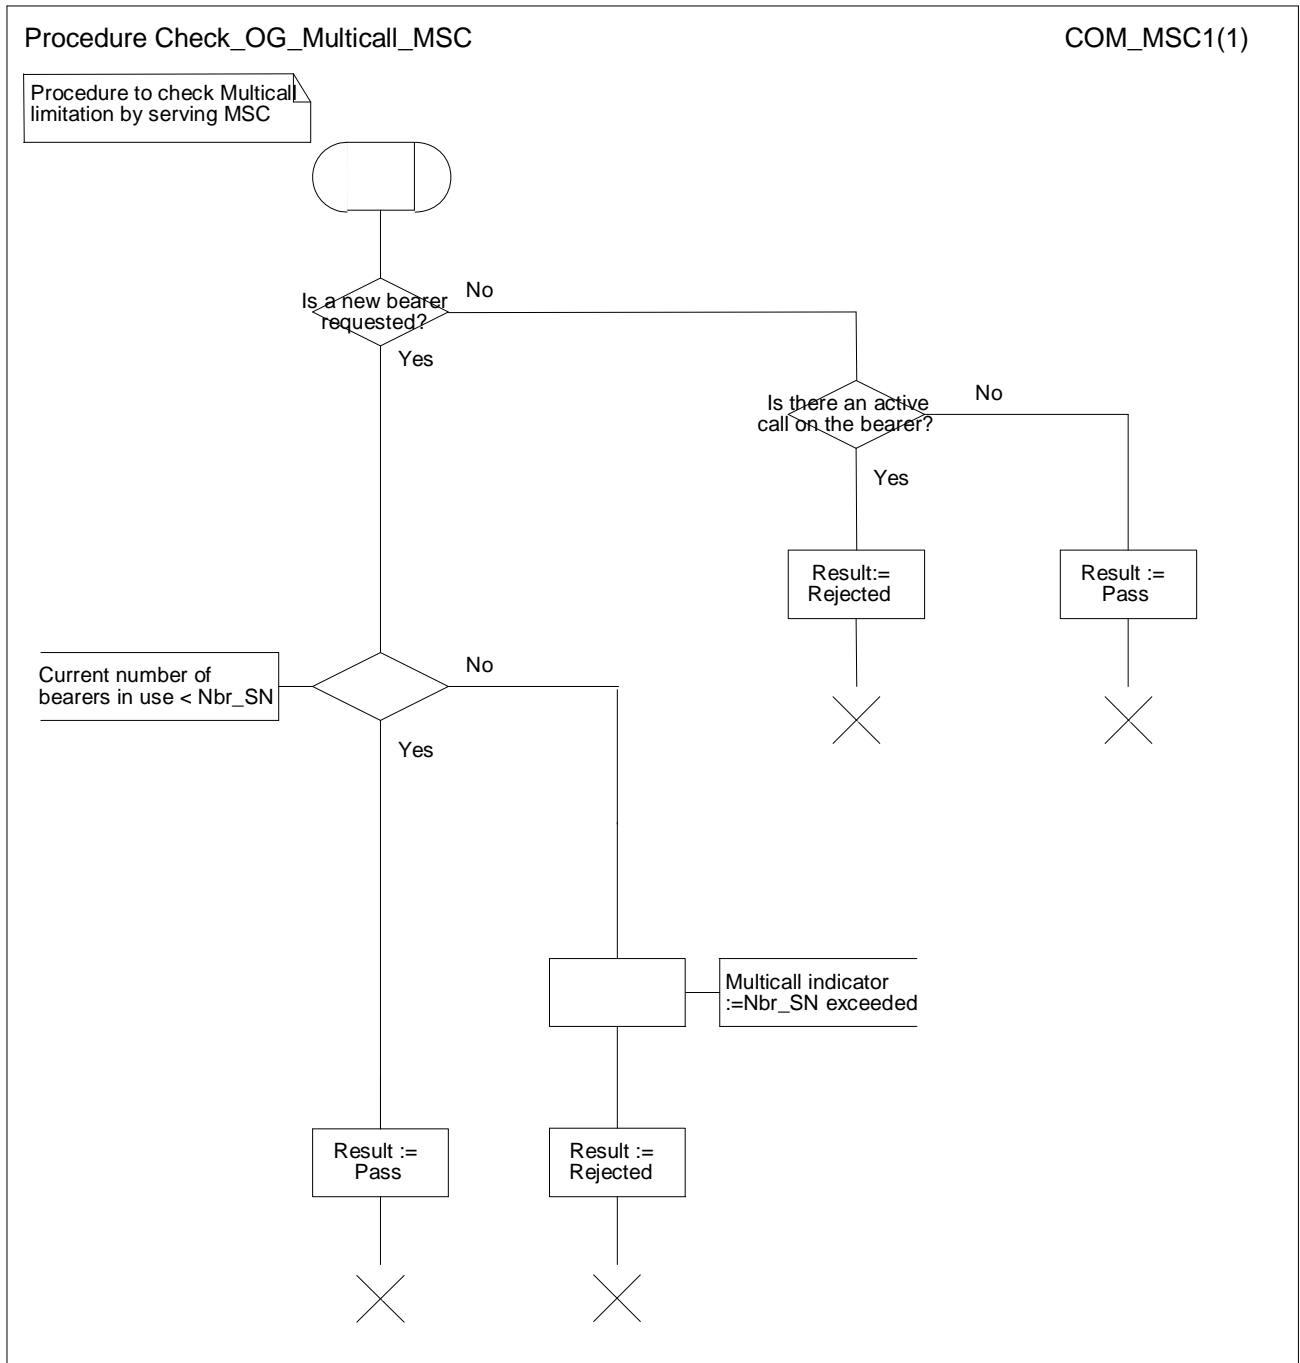 Procedure Check_OG_Multicall_MSC
COM_MSC1(1)
Procedure to check Multicall
limitation by serving MSC
Is a new bearer
requested?
No
Yes
Is there an active
call on the bearer?
No
Yes
Result:=
Rejected
Result :=
Pass
Current number of
bearers in use < Nbr_SN
No
Yes
Multicall indicator
:=Nbr_SN exceeded
Result :=
Pass
Result :=
Rejected